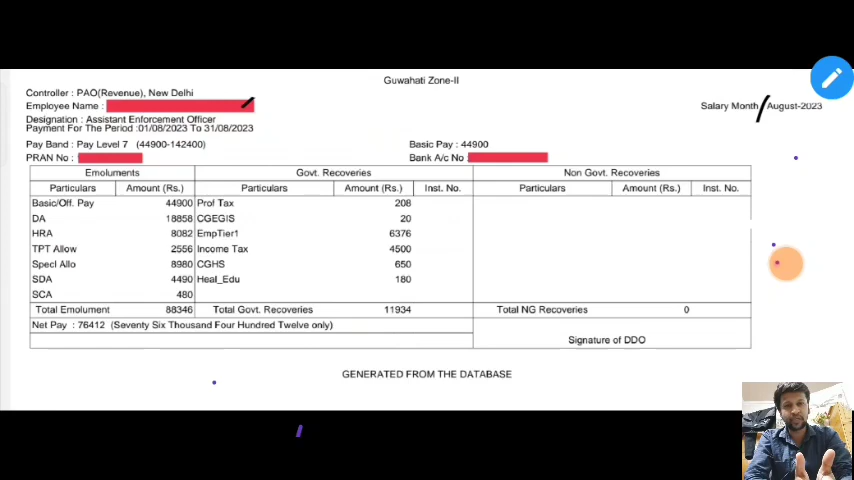 Guwahati Zone-II
Controller : PAO(Revenue), New Delhi
Employee Name :
Salary Month August-2023
Designation : Assistant Enforcement Officer
Payment For The Period :01/08/2023 To 31/08/2023
Pay Band : Pay Level 7 (44900-142400) Basic Pay : 44900
PRAN No : Bank A/c No :
Emoluments Govt. Recoveries Non Govt. Recoveries
Particulars Amount (Rs.) Particulars Amount (Rs.) Inst. No. Particulars Amount (Rs.) Inst. No.
Basic/Off. Pay 44900 Prof Tax 208
DA 18858 CGEGIS 20
HRA 8082 EmpTier1 6376
TPT Allow 2556 Income Tax 4500
Specl Allo 8980 CGHS 650
SDA 4490 Heal_Edu 180
SCA 480
Total Emolument 88346 Total Govt. Recoveries 11934 Total NG Recoveries 0
Net Pay : 76412 (Seventy Six Thousand Four Hundred Twelve only)
Signature of DDO
GENERATED FROM THE DATABASE